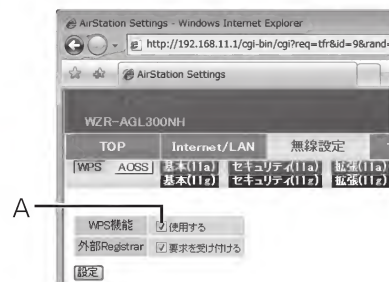 AirStation Settings - Windows Internet Explorer
http://192.168.11.1/cgi-bin/cgi?req=tfr&id=9&rand=
AirStation Settings
WZR-AGL300NH
TOP Internet/LAN 無線設定
WPS AOSS 基本(11a) セキュリティ(11a) 拡張(11a)
基本(11g) セキュリティ(11g) 拡張(11g)
A
WPS機能 使用する
外部Registrar 要求を受け付ける
設定